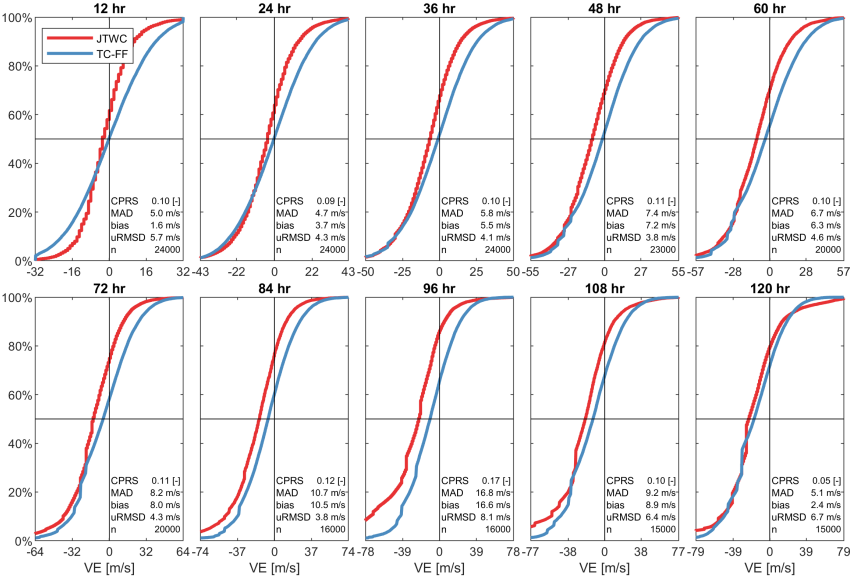 12 hr
24 hr
36 hr
48 hr
60 hr
100%
80%
60%
40%
20%
0%
JTWC
TC-FF
CPRS 0.10 [-]
MAD 5.0 m/s
bias 1.6 m/s
uRMSD 5.7 m/s
n 24000
-32 -16 0 16 32
CPRS 0.09 [-]
MAD 4.7 m/s
bias 3.7 m/s
uRMSD 4.3 m/s
n 24000
-43 -22 0 22 43
CPRS 0.10 [-]
MAD 5.8 m/s
bias 5.5 m/s
uRMSD 4.1 m/s
n 24000
-50 -25 0 25 50
CPRS 0.11 [-]
MAD 7.4 m/s
bias 7.2 m/s
uRMSD 3.8 m/s
n 23000
-55 -27 0 27 55
CPRS 0.10 [-]
MAD 6.7 m/s
bias 6.3 m/s
uRMSD 4.6 m/s
n 20000
-57 -28 0 28 57
72 hr
84 hr
96 hr
108 hr
120 hr
100%
80%
60%
40%
20%
0%
CPRS 0.11 [-]
MAD 8.2 m/s
bias 8.0 m/s
uRMSD 4.3 m/s
n 20000
-64 -32 0 32 64
VE [m/s]
CPRS 0.12 [-]
MAD 10.7 m/s
bias 10.5 m/s
uRMSD 3.8 m/s
n 16000
-74 -37 0 37 74
VE [m/s]
CPRS 0.17 [-]
MAD 16.8 m/s
bias 16.6 m/s
uRMSD 8.1 m/s
n 16000
-78 -39 0 39 78
VE [m/s]
CPRS 0.10 [-]
MAD 9.2 m/s
bias 8.9 m/s
uRMSD 6.4 m/s
n 15000
-77 -38 0 38 77
VE [m/s]
CPRS 0.05 [-]
MAD 5.1 m/s
bias 2.4 m/s
uRMSD 6.7 m/s
n 15000
-79 -39 0 39 79
VE [m/s]